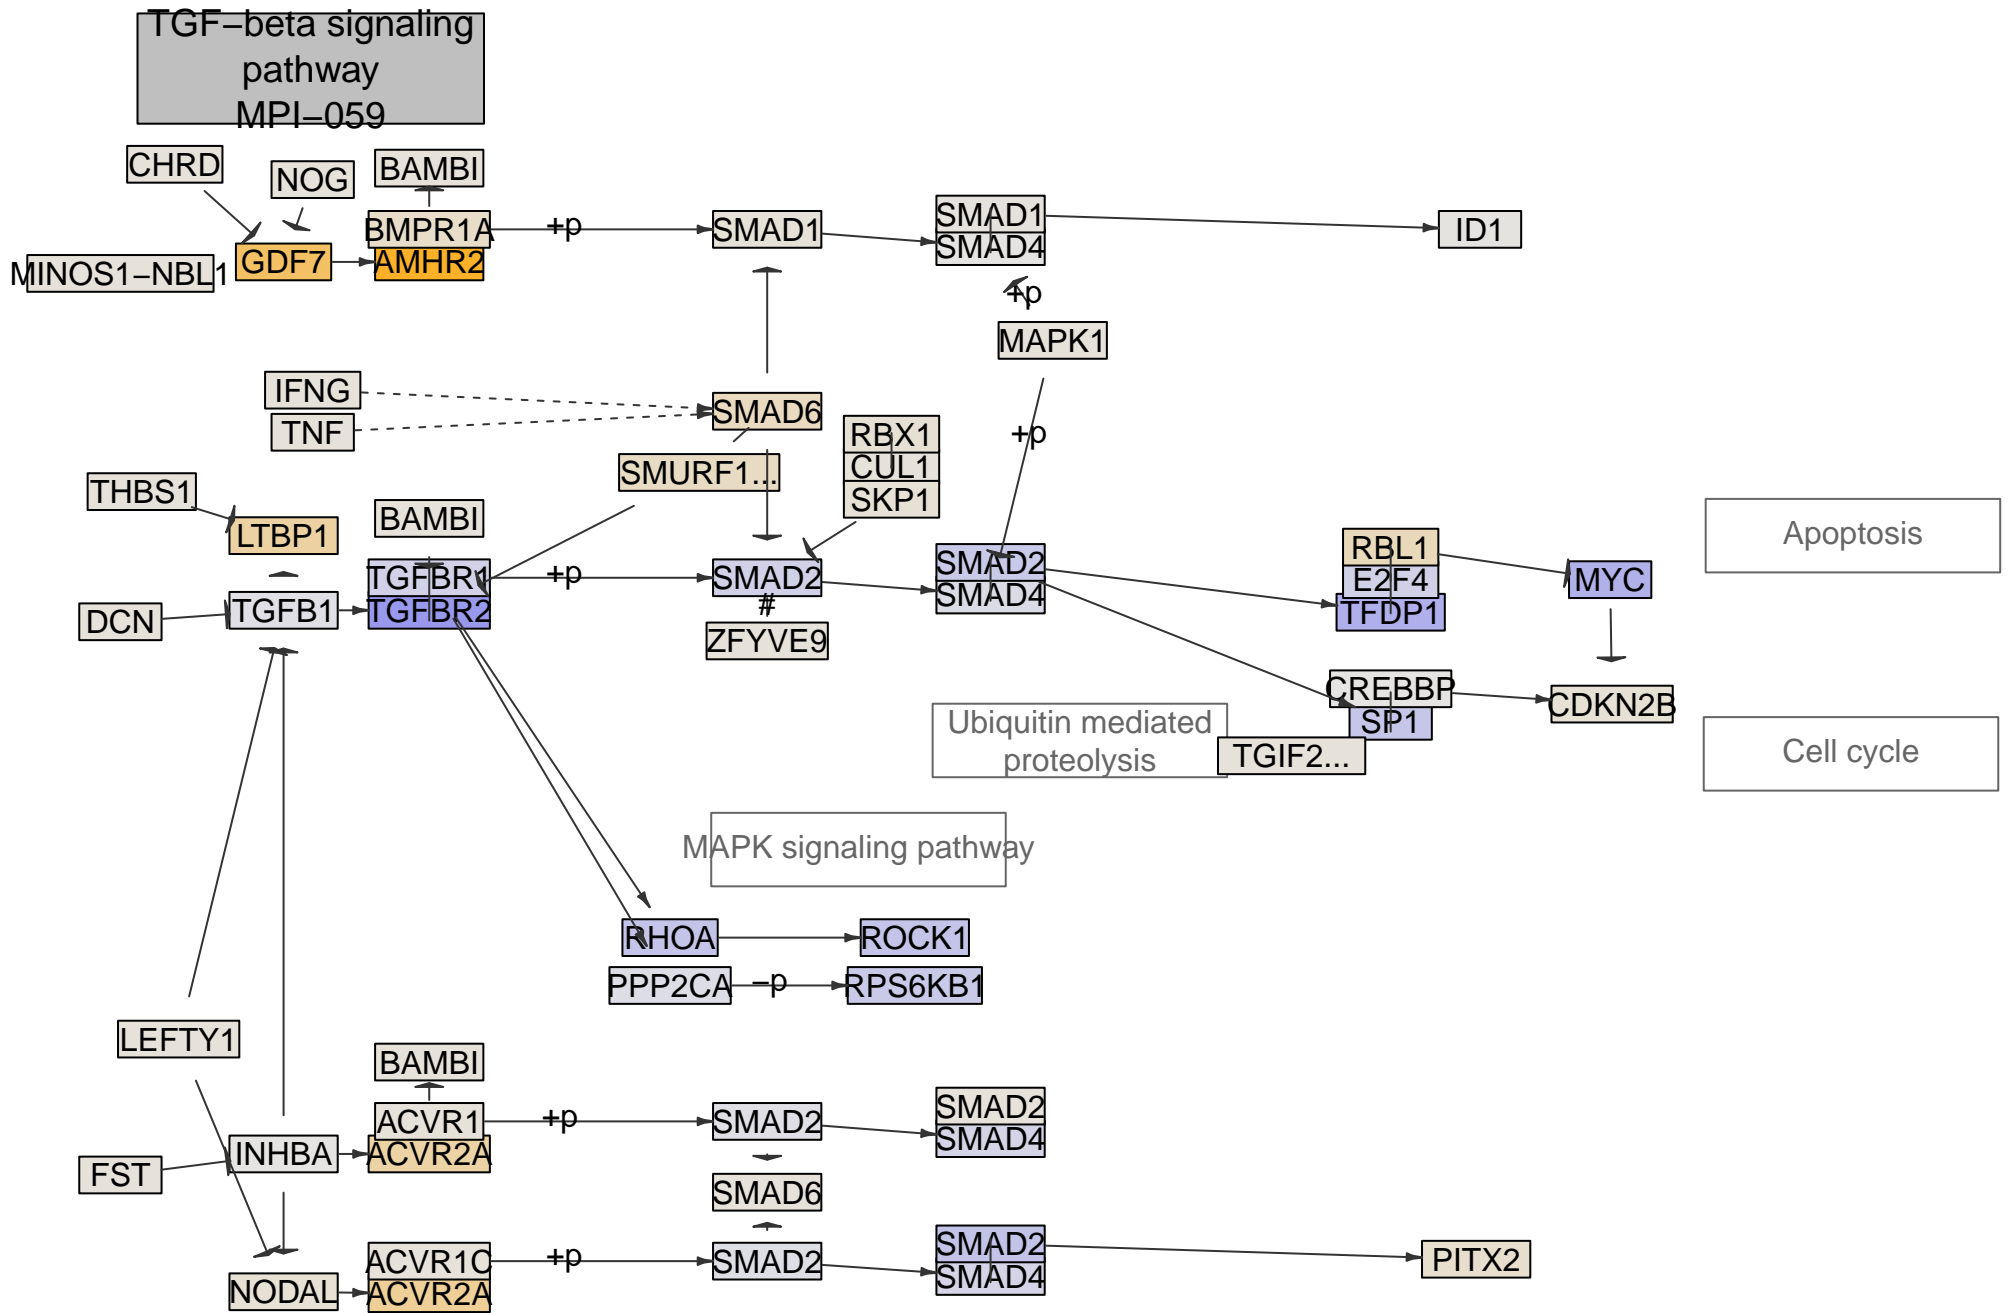 TGF−beta signaling
pathway
MPI−059
CHRD
NOG
BAMBI
BMPR1A
+p
SMAD1
SMAD1
SMAD4
ID1
MINOS1−NBL1
GDF7
AMHR2
+p
MAPK1
IFNG
TNF
SMAD6
RBX1
CUL1
SKP1
+p
SMURF1...
THBS1
LTBP1
BAMBI
TGFBR1
TGFBR2
+p
SMAD2
#
ZFYVE9
SMAD2
SMAD4
RBL1
E2F4
TFDP1
MYC
Apoptosis
DCN
TGFB1
CREBBP
SP1
CDKN2B
Ubiquitin mediated
proteolysis
TGIF2...
Cell cycle
MAPK signaling pathway
RHOA
ROCK1
PPP2CA
−p
RPS6KB1
LEFTY1
BAMBI
ACVR1
ACVR2A
+p
SMAD2
SMAD2
SMAD4
INHBA
FST
SMAD6
ACVR1C
ACVR2A
+p
SMAD2
SMAD2
SMAD4
PITX2
NODAL